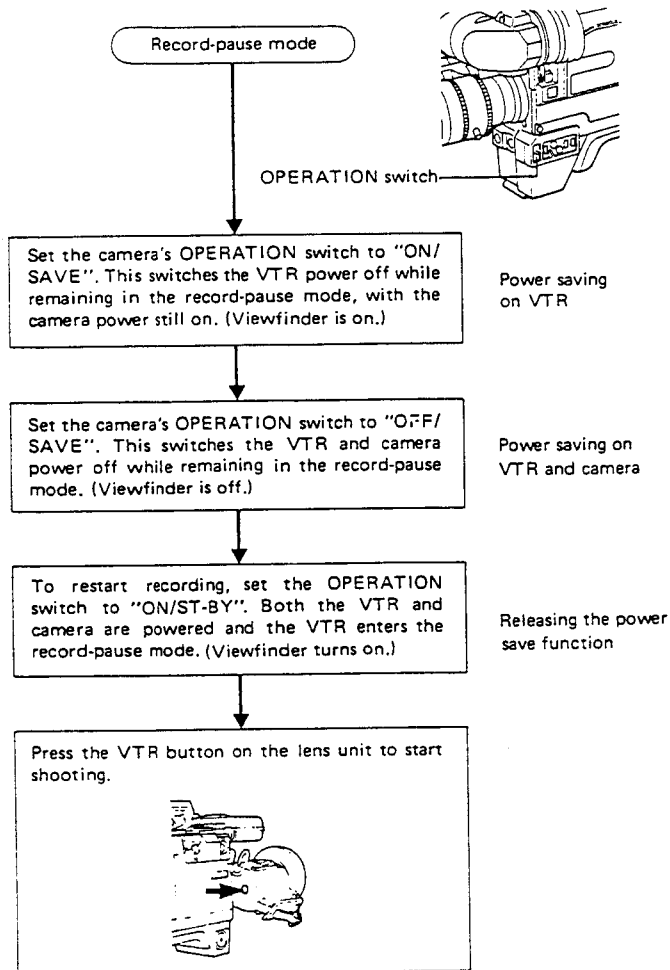 Record-pause mode
OPERATION switch
Set the camera's OPERATION switch to "ON/
SAVE". This switches the VTR power off while
remaining in the record-pause mode, with the
camera power still on. (Viewfinder is on.)
Power saving
on VTR
Set the camera's OPERATION switch to "OFF/
SAVE". This switches the VTR and camera
power off while remaining in the record-pause
mode. (Viewfinder is off.)
Power saving on
VTR and camera
To restart recording, set the OPERATION
switch to "ON/ST-BY". Both the VTR and
camera are powered and the VTR enters the
record-pause mode. (Viewfinder turns on.)
Releasing the power
save function
Press the VTR button on the lens unit to start
shooting.